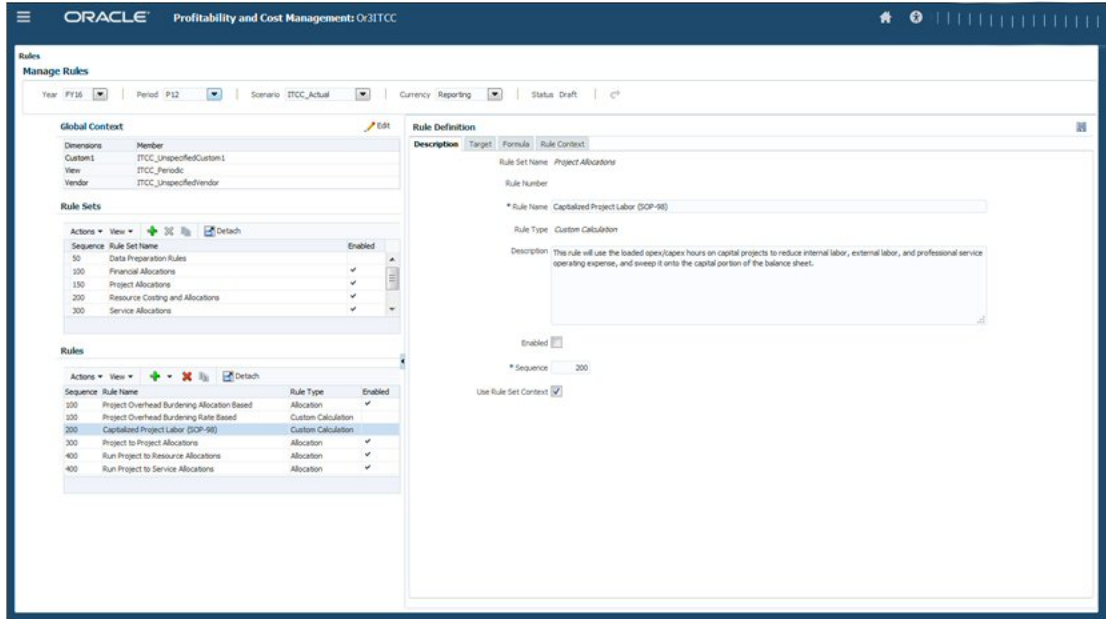 ORACLE Profitability and Cost Management: Or3ITCC
Rules
Manage Rules
Year FY16 Period P12 Scenario ITCC_Actual Currency Reporting Status Draft
Global Context Edit
Dimensions Member
Custom1 ITCC_UnspecifiedCustom1
View ITCC_Periodic
Vendor ITCC_UnspecifiedVendor
Rule Sets
Actions View Detach
Sequence Rule Set Name Enabled
50 Data Preparation Rules
100 Financial Allocations
150 Project Allocations
200 Resource Costing and Allocations
300 Service Allocations
Rules
Actions View Detach
Sequence Rule Name Rule Type Enabled
100 Project Overhead Burdening Allocation Based Allocation
100 Project Overhead Burdening Rate Based Custom Calculation
200 Captialized Project Labor (SOP-98) Custom Calculation
300 Project to Project Allocations Allocation
400 Run Project to Resource Allocations Allocation
400 Run Project to Service Allocations Allocation
Rule Definition
Description Target Formula Rule Context
Rule Set Name Project Allocations
Rule Number
* Rule Name Captialized Project Labor (SOP-98)
Rule Type Custom Calculation
Description This rule will use the loaded opex/capex hours on capital projects to reduce internal labor, external labor, and professional service
operating expense, and sweep it onto the capital portion of the balance sheet.
Enabled
* Sequence 200
Use Rule Set Context